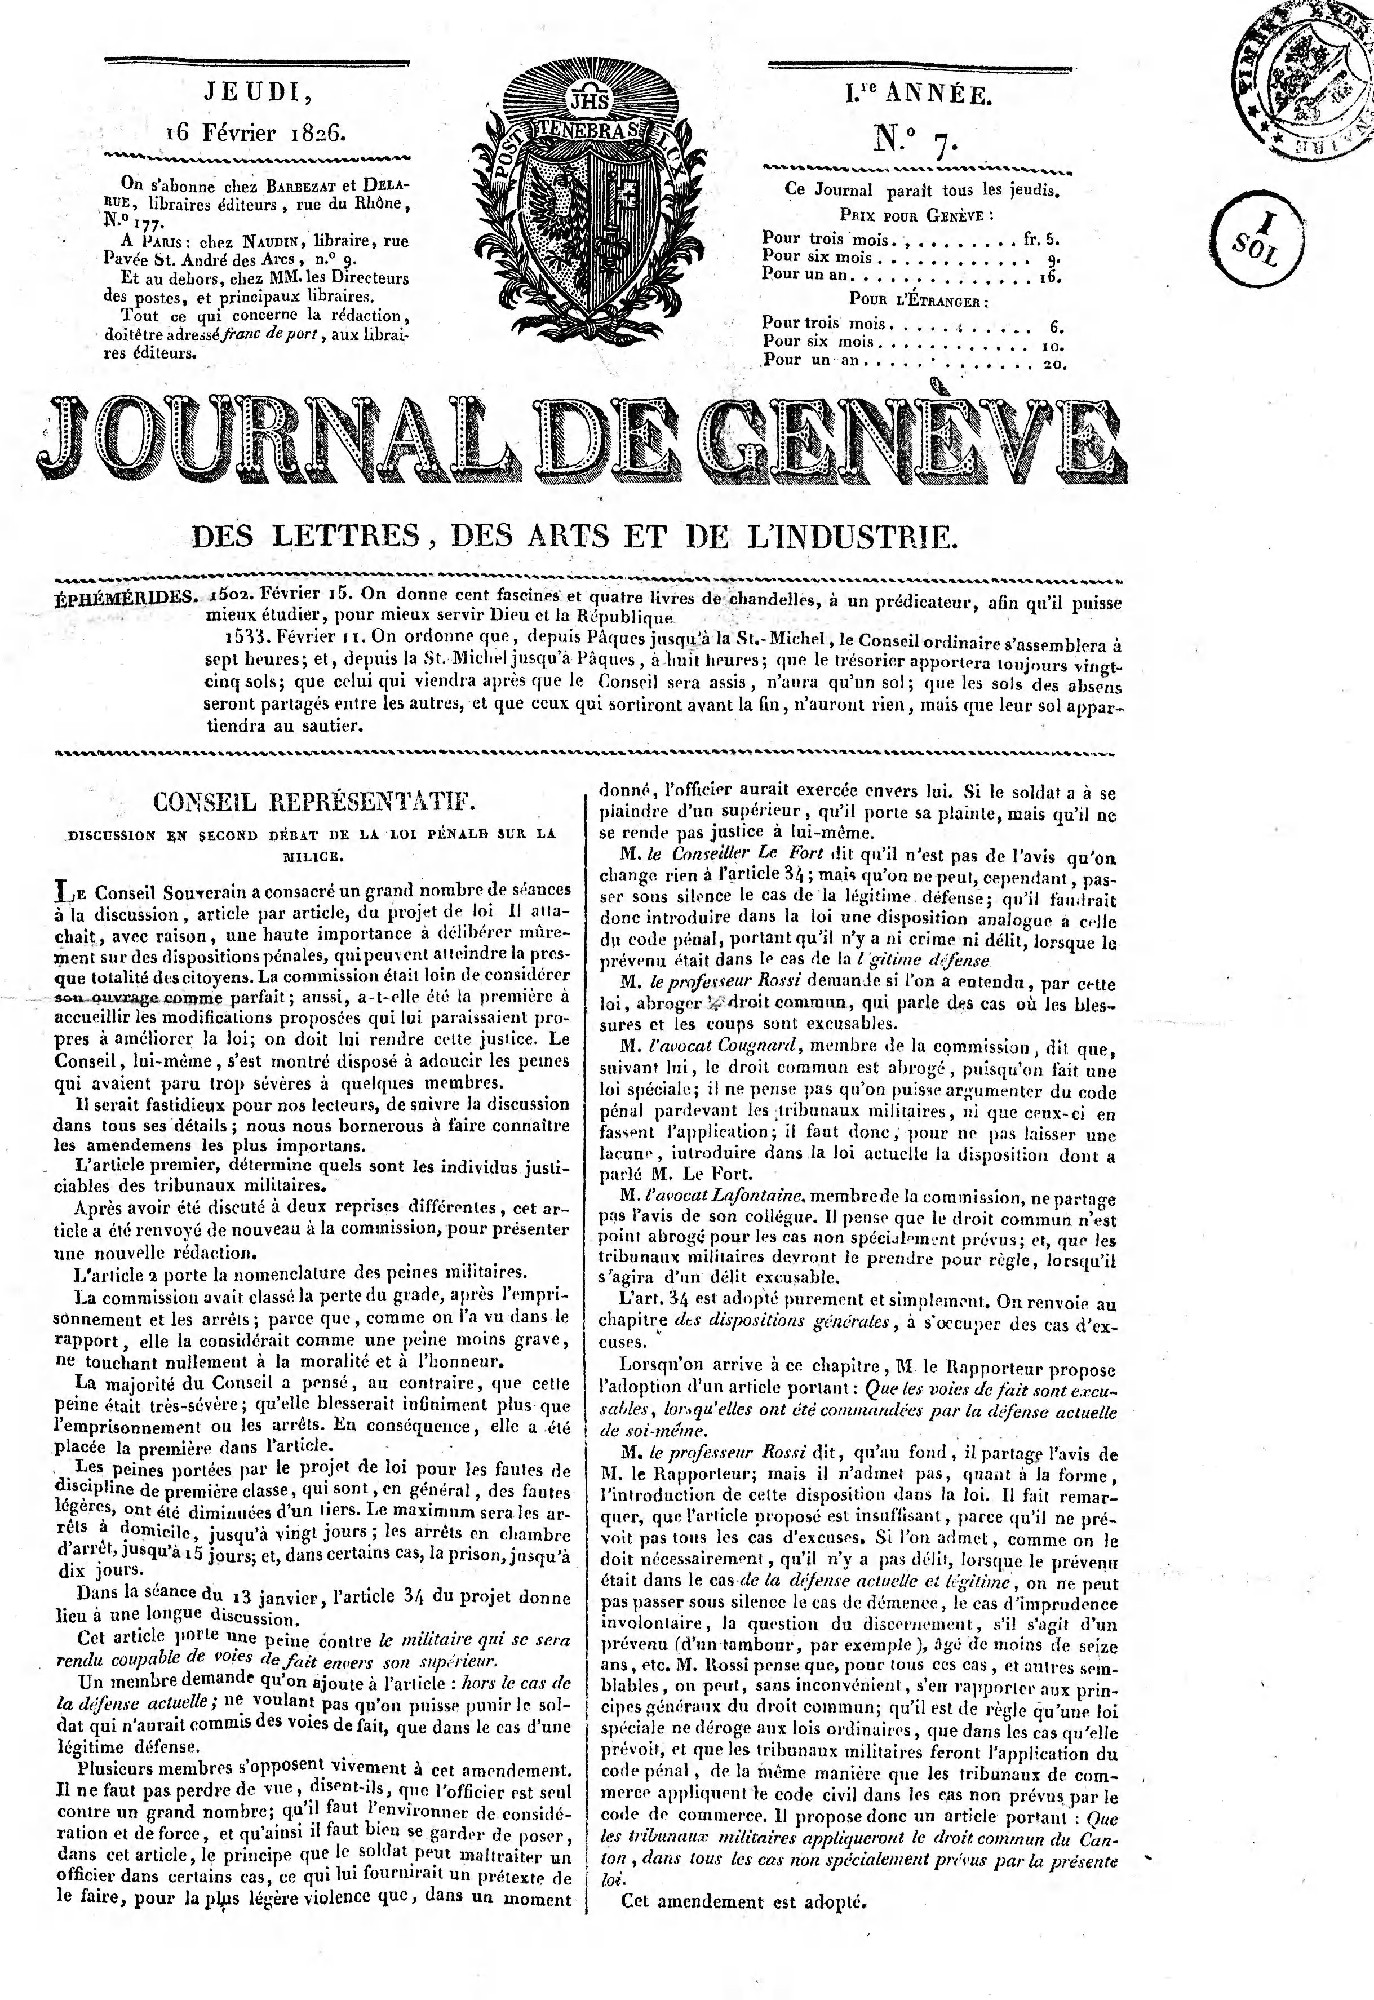 JEUDI,
16 Février 1826.
On s'abonne chez BARBEZAT et DELA-
RUE, libraires éditeurs, rue du Rhône,
N.° 177.
A PARIS : chez NAUDIN, libraire, rue
Pavée St. André des Arcs, n.° 9.
Et au dehors, chez MM. les Directeurs
des postes, et principaux libraires.
Tout ce qui concerne la rédaction,
doit être adressé franc de port, aux librai-
res éditeurs.
JHS
POST TENEBRAS LUX
I.re ANNÉE.
N.° 7.
Ce Journal paraît tous les jeudis.
PRIX POUR GENÈVE :
Pour trois mois. . . . . . . . . . . fr. 5.
Pour six mois . . . . . . . . . . . . 9.
Pour un an. . . . . . . . . . . . . . 16.
POUR L'ÉTRANGER :
Pour trois mois. . . . . . . . . . . 6.
Pour six mois . . . . . . . . . . . . 10.
Pour un an . . . . . . . . . . . . . 20.
TIMBRE EXTRA
I
SOL
JOURNAL DE GENÈVE
DES LETTRES, DES ARTS ET DE L'INDUSTRIE.
ÉPHÉMÉRIDES. 1502. Février 15. On donne cent fascines et quatre livres de chandelles, à un prédicateur, afin qu'il puisse
mieux étudier, pour mieux servir Dieu et la République
1533. Février 11. On ordonne que, depuis Pâques jusqu'à la St.-Michel, le Conseil ordinaire s'assemblera à
sept heures; et, depuis la St.-Michel jusqu'à Pâques, à huit heures; que le trésorier apportera toujours vingt-
cinq sols; que celui qui viendra après que le Conseil sera assis, n'aura qu'un sol; que les sols des absens
seront partagés entre les autres, et que ceux qui sortiront avant la fin, n'auront rien, mais que leur sol appar-
tiendra au sautier.
CONSEIL REPRÉSENTATIF.
DISCUSSION EN SECOND DÉBAT DE LA LOI PÉNALE SUR LA
MILICE.
LE Conseil Souverain a consacré un grand nombre de séances
à la discussion, article par article, du projet de loi Il atta-
chait, avec raison, une haute importance à délibérer mûre-
ment sur des dispositions pénales, qui peuvent atteindre la pres-
que totalité des citoyens. La commission était loin de considérer
son ouvrage comme parfait; aussi, a-t-elle été la première à
accueillir les modifications proposées qui lui paraissaient pro-
pres à améliorer la loi; on doit lui rendre cette justice. Le
Conseil, lui-même, s'est montré disposé à adoucir les peines
qui avaient paru trop sévères à quelques membres.
Il serait fastidieux pour nos lecteurs, de suivre la discussion
dans tous ses détails; nous nous bornerous à faire connaître
les amendemens les plus importans.
L'article premier, détermine quels sont les individus justi-
ciables des tribunaux militaires.
Après avoir été discuté à deux reprises différentes, cet ar-
ticle a été renvoyé de nouveau à la commission, pour présenter
une nouvelle rédaction.
L'article 2 porte la nomenclature des peines militaires.
La commission avait classé la perte du grade, après l'empri-
sonnement et les arrêts; parce que, comme on l'a vu dans le
rapport, elle la considérait comme une peine moins grave,
ne touchant nullement à la moralité et à l'honneur.
La majorité du Conseil a pensé, au contraire, que cette
peine était très-sévère; qu'elle blesserait infiniment plus que
l'emprisonnement ou les arrêts. En conséquence, elle a été
placée la première dans l'article.
Les peines portées par le projet de loi pour les fautes de
discipline de première classe, qui sont, en général, des fautes
légères, ont été diminuées d'un tiers. Le maximum sera les ar-
rêts à domicile, jusqu'à vingt jours; les arrêts en chambre
d'arrêt, jusqu'à 15 jours; et, dans certains cas, la prison, jusqu'à
dix jours.
Dans la séance du 13 janvier, l'article 34 du projet donne
lieu à une longue discussion.
Cet article porte une peine contre le militaire qui se sera
rendu coupable de voies de fait envers son supérieur.
Un membre demande qu'on ajoute à l'article : hors le cas de
la défense actuelle; ne voulant pas qu'on puisse punir le sol-
dat qui n'aurait commis des voies de fait, que dans le cas d'une
légitime défense.
Plusieurs membres s'opposent vivement à cet amendement.
Il ne faut pas perdre de vue, disent-ils, que l'officier est seul
contre un grand nombre; qu'il faut l'environner de considé-
ration et de force, et qu'ainsi il faut bien se garder de poser,
dans cet article, le principe que le soldat peut maltraiter un
officier dans certains cas, ce qui lui fournirait un prétexte de
le faire, pour la plus légère violence que, dans un moment
donné, l'officier aurait exercée envers lui. Si le soldat a à se
plaindre d'un supérieur, qu'il porte sa plainte, mais qu'il ne
se rende pas justice à lui-même.
M. le Conseiller Le Fort dit qu'il n'est pas de l'avis qu'on
change rien à l'article 34; mais qu'on ne peut, cependant, pas-
ser sous silence le cas de la légitime défense; qu'il faudrait
donc introduire dans la loi une disposition analogue à celle
du code pénal, portant qu'il n'y a ni crime ni délit, lorsque le
prévenu était dans le cas de la légitime défense
M. le professeur Rossi demande si l'on a entendu, par cette
loi, abroger le droit commun, qui parle des cas où les bles-
sures et les coups sont excusables.
M. l'avocat Cougnard, membre de la commission, dit que,
suivant lui, le droit commun est abrogé, puisqu'on fait une
loi spéciale; il ne pense pas qu'on puisse argumenter du code
pénal pardevant les tribunaux militaires, ni que ceux-ci en
fassent l'application; il faut donc, pour ne pas laisser une
lacune, introduire dans la loi actuelle la disposition dont a
parlé M. Le Fort.
M. l'avocat Lafontaine, membre de la commission, ne partage
pas l'avis de son collégue. Il pense que le droit commun n'est
point abrogé pour les cas non spécialement prévus; et, que les
tribunaux militaires devront le prendre pour règle, lorsqu'il
s'agira d'un délit excusable.
L'art. 34 est adopté purement et simplement. On renvoie au
chapitre des dispositions générales, à s'occuper des cas d'ex-
cuses.
Lorsqu'on arrive à ce chapitre, M. le Rapporteur propose
l'adoption d'un article portant : Que les voies de fait sont excu-
sables, lorsqu'elles ont été commandées par la défense actuelle
de soi-même.
M. le professeur Rossi dit, qu'au fond, il partage l'avis de
M. le Rapporteur; mais il n'admet pas, quant à la forme,
l'introduction de cette disposition dans la loi. Il fait remar-
quer, que l'article proposé est insuffisant, parce qu'il ne pré-
voit pas tous les cas d'excuses. Si l'on admet, comme on le
doit nécessairement, qu'il n'y a pas délit, lorsque le prévenu
était dans le cas de la défense actuelle et légitime, on ne peut
pas passer sous silence le cas de démence, le cas d'imprudence
involontaire, la question du discernement, s'il s'agit d'un
prévenu (d'un tambour, par exemple), âgé de moins de seize
ans, etc. M. Rossi pense que, pour tous ces cas, et autres sem-
blables, on peut, sans inconvénient, s'en rapporter aux prin-
cipes généraux du droit commun; qu'il est de règle qu'une loi
spéciale ne déroge aux lois ordinaires, que dans les cas qu'elle
prévoit, et que les tribunaux militaires feront l'application du
code pénal, de la même manière que les tribunaux de com-
merce appliquent le code civil dans les cas non prévus par le
code de commerce. Il propose donc un article portant : Que
les tribunaux militaires appliqueront le droit commun du Can-
ton, dans tous les cas non spécialement prévus par la présente
loi.
Cet amendement est adopté.